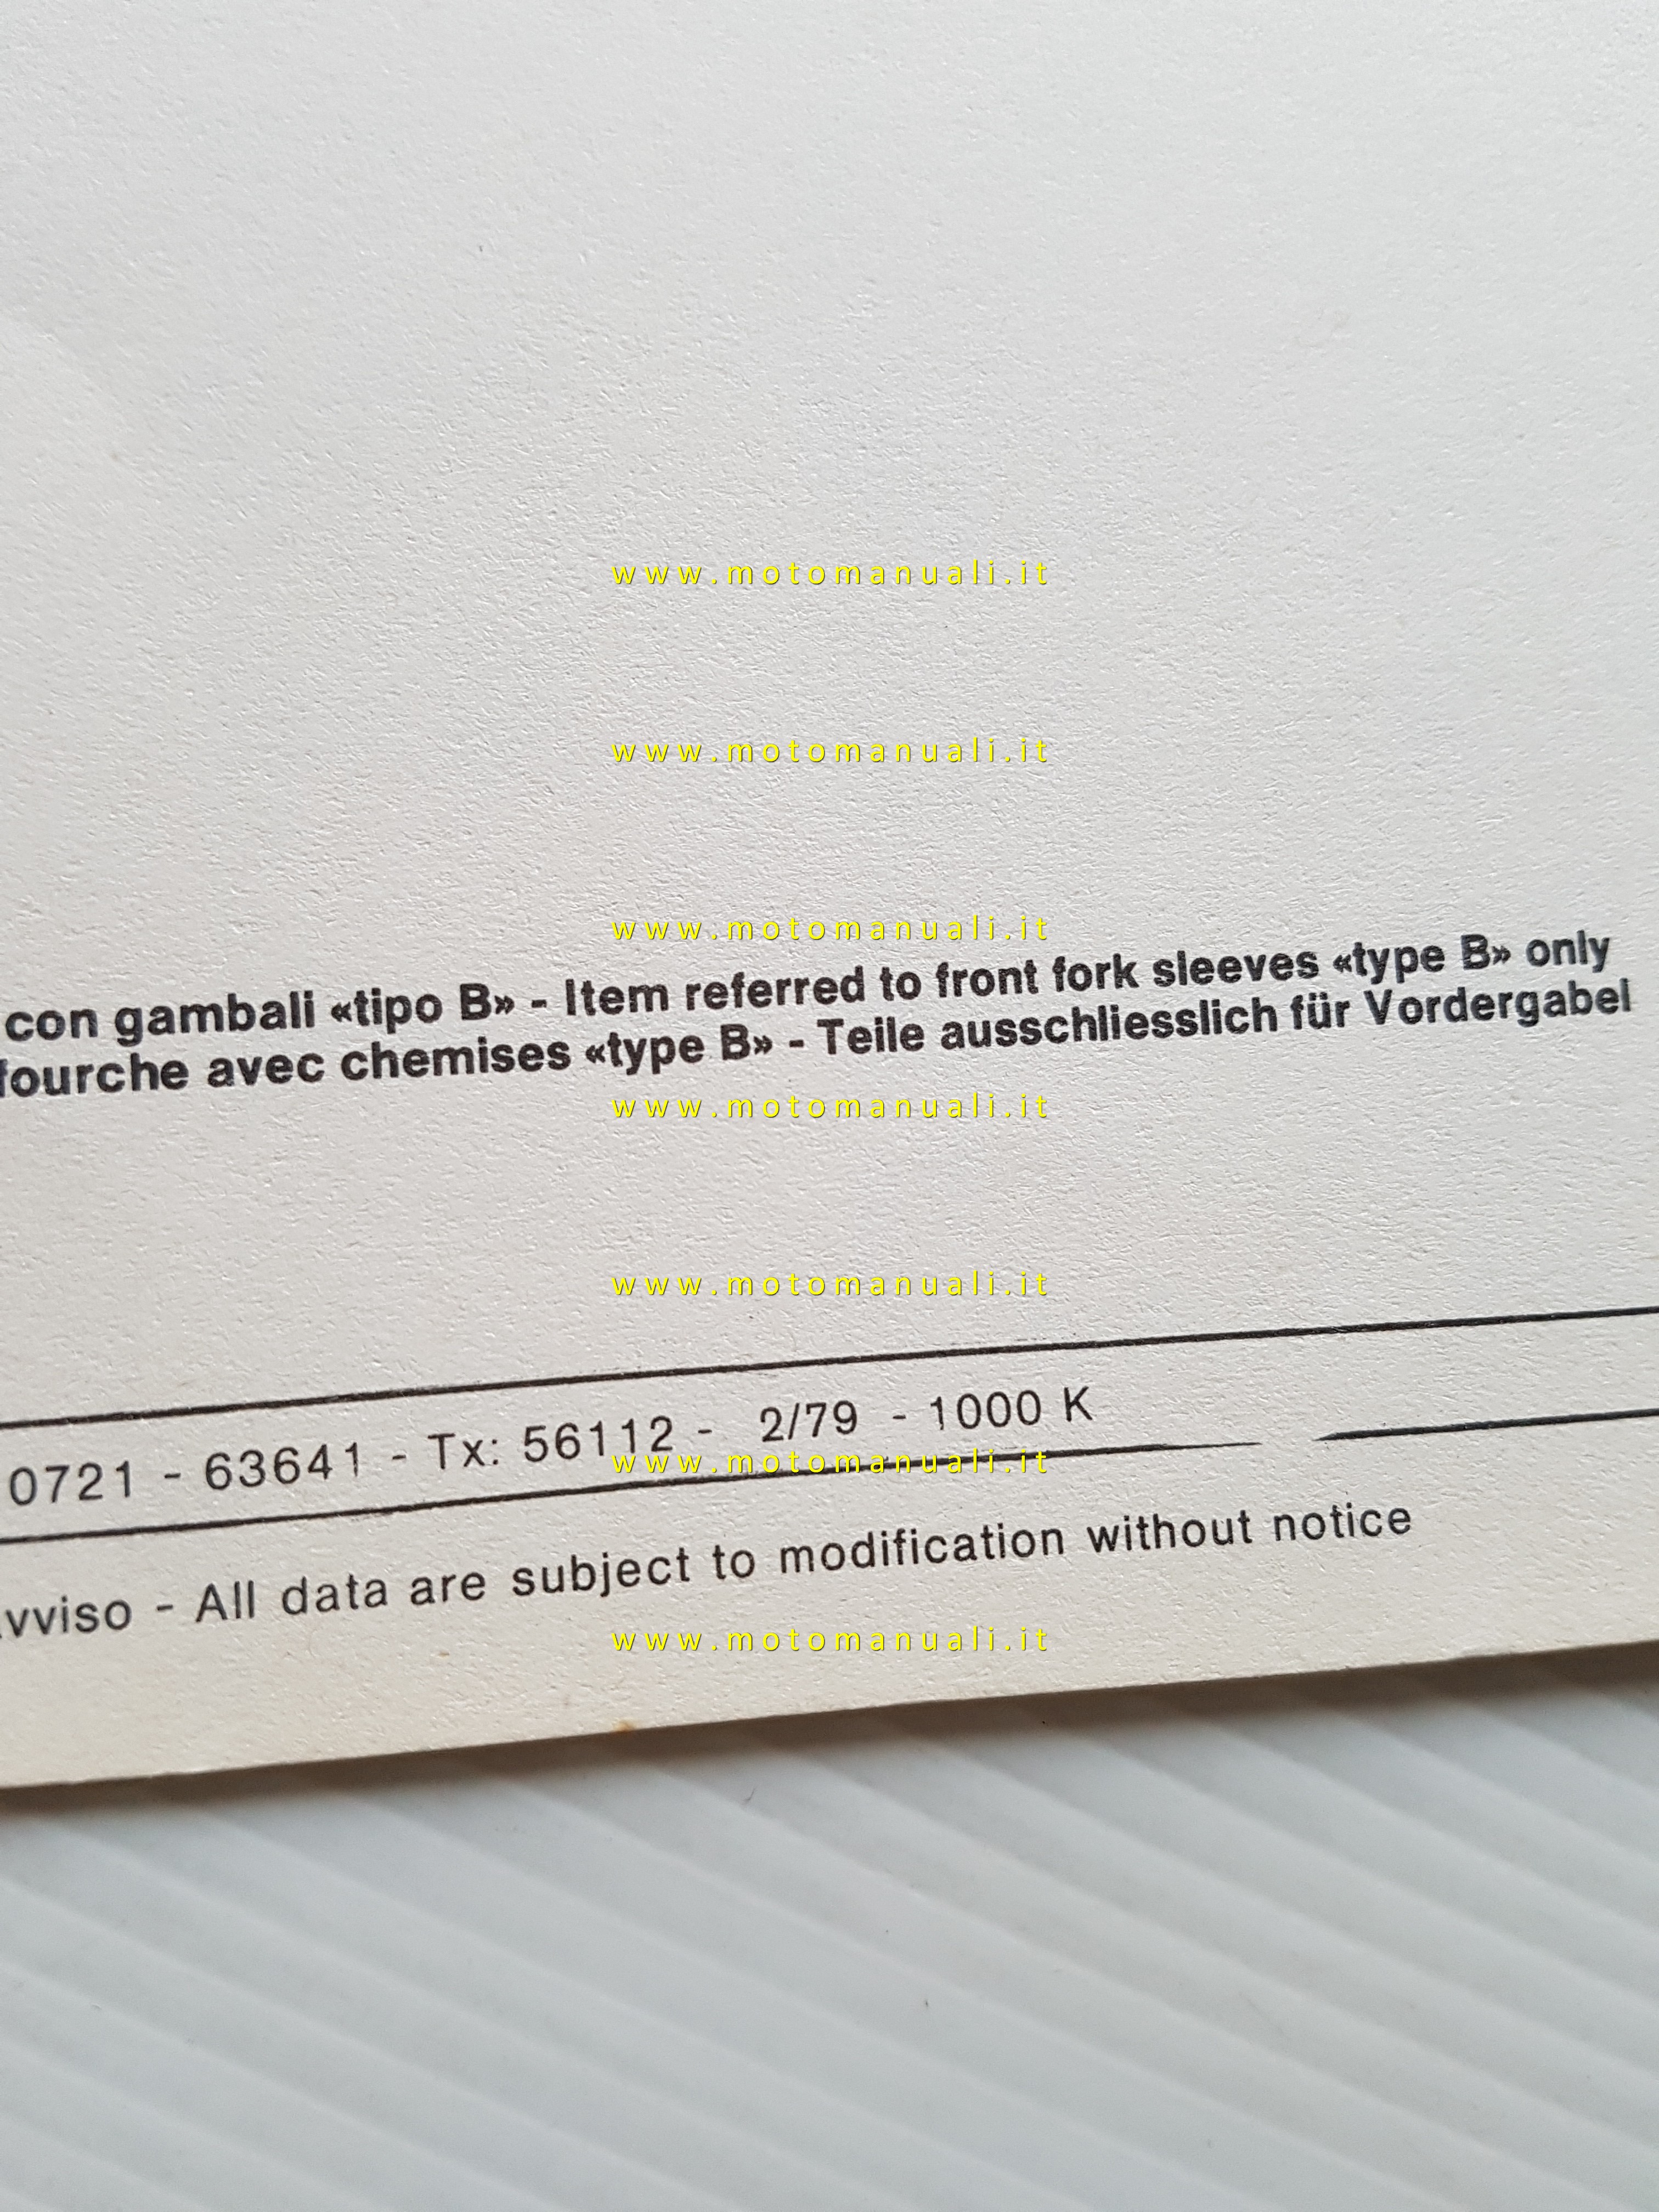 www.motomanuali.it
www.motomanuali.it
www.motomanuali.it
con gambali «tipo B» - Item referred to front fork sleeves «type B» only
fourche avec chemises «type B» - Teile ausschliesslich für Vordergabel
www.motomanuali.it
www.motomanuali.it
0721 - 63641 - Tx: 56112 - 2/79 - 1000 K
www.motomanuali.it
avviso - All data are subject to modification without notice
www.motomanuali.it